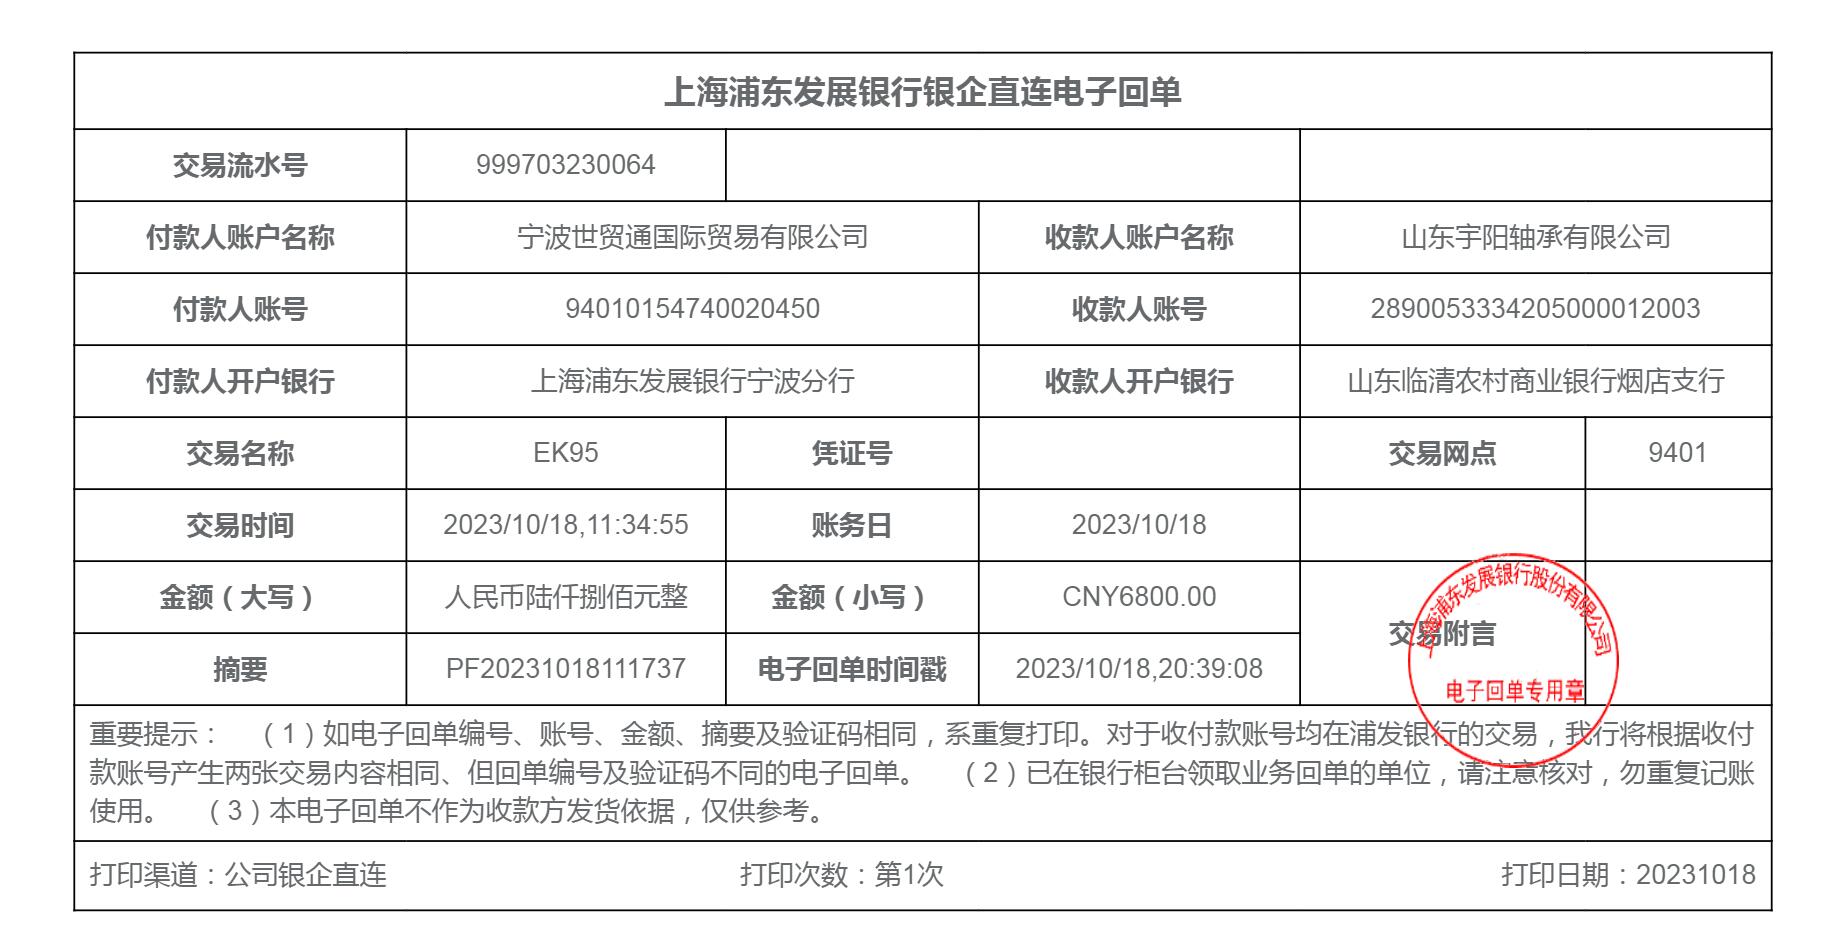 上海浦东发展银行银企直连电子回单
交易流水号 999703230064
付款人账户名称 宁波世贸通国际贸易有限公司 收款人账户名称 山东宇阳轴承有限公司
付款人账号 94010154740020450 收款人账号 2890053334205000012003
付款人开户银行 上海浦东发展银行宁波分行 收款人开户银行 山东临清农村商业银行烟店支行
交易名称 EK95 凭证号 交易网点 9401
交易时间 2023/10/18,11:34:55 账务日 2023/10/18
金额（大写） 人民币陆仟捌佰元整 金额（小写） CNY6800.00
交易附言
摘要 PF20231018111737 电子回单时间戳 2023/10/18,20:39:08
上海浦东发展银行股份有限公司
电子回单专用章
重要提示： （1）如电子回单编号、账号、金额、摘要及验证码相同，系重复打印。对于收付款账号均在浦发银行的交易，我行将根据收付
款账号产生两张交易内容相同、但回单编号及验证码不同的电子回单。 （2）已在银行柜台领取业务回单的单位，请注意核对，勿重复记账
使用。 （3）本电子回单不作为收款方发货依据，仅供参考。
打印渠道：公司银企直连 打印次数：第1次 打印日期：20231018